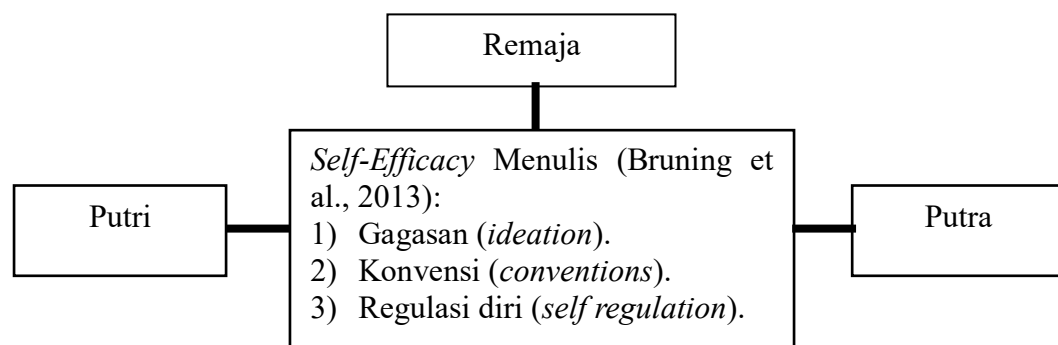 Remaja
Self-Efficacy Menulis (Bruning et
al., 2013):
1) Gagasan (ideation).
2) Konvensi (conventions).
3) Regulasi diri (self regulation).
Putri
Putra